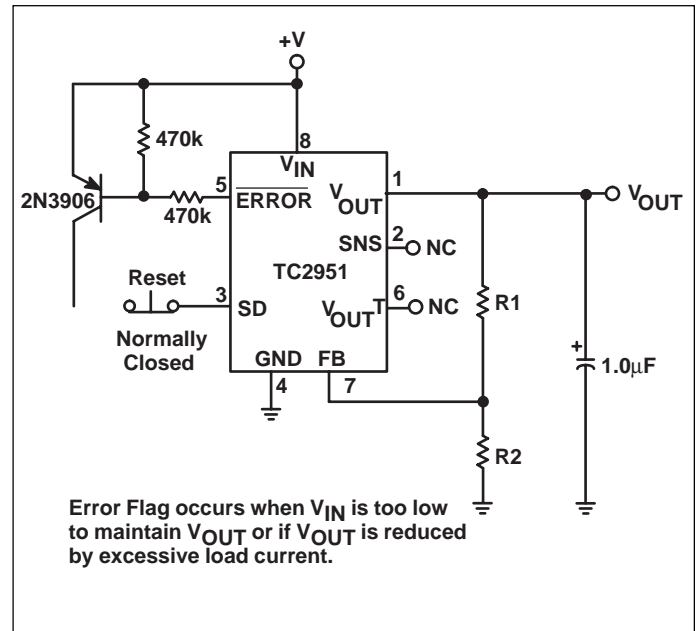 +V
470k
8
VIN
5
1
2N3906
470k
ERROR
VOUT
VOUT
SNS
2
NC
TC2951
Reset
3
SD
6
NC
VOUTT
R1
Normally
Closed
GND
FB
4
7
+
1.0µF
R2
Error Flag occurs when VIN is too low
to maintain VOUT or if VOUT is reduced
by excessive load current.